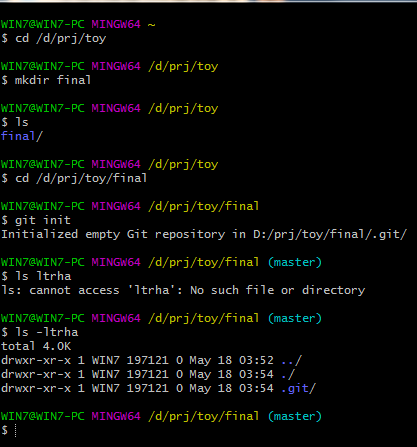 WIN7@WIN7-PC MINGW64 ~
$ cd /d/prj/toy
WIN7@WIN7-PC MINGW64 /d/prj/toy
$ mkdir final
WIN7@WIN7-PC MINGW64 /d/prj/toy
$ ls
final/
WIN7@WIN7-PC MINGW64 /d/prj/toy
$ cd /d/prj/toy/final
WIN7@WIN7-PC MINGW64 /d/prj/toy/final
$ git init
Initialized empty Git repository in D:/prj/toy/final/.git/
WIN7@WIN7-PC MINGW64 /d/prj/toy/final (master)
$ ls ltrha
ls: cannot access 'ltrha': No such file or directory
WIN7@WIN7-PC MINGW64 /d/prj/toy/final (master)
$ ls -ltrha
total 4.0K
drwxr-xr-x 1 WIN7 197121 0 May 18 03:52 ../
drwxr-xr-x 1 WIN7 197121 0 May 18 03:54 ./
drwxr-xr-x 1 WIN7 197121 0 May 18 03:54 .git/
WIN7@WIN7-PC MINGW64 /d/prj/toy/final (master)
$